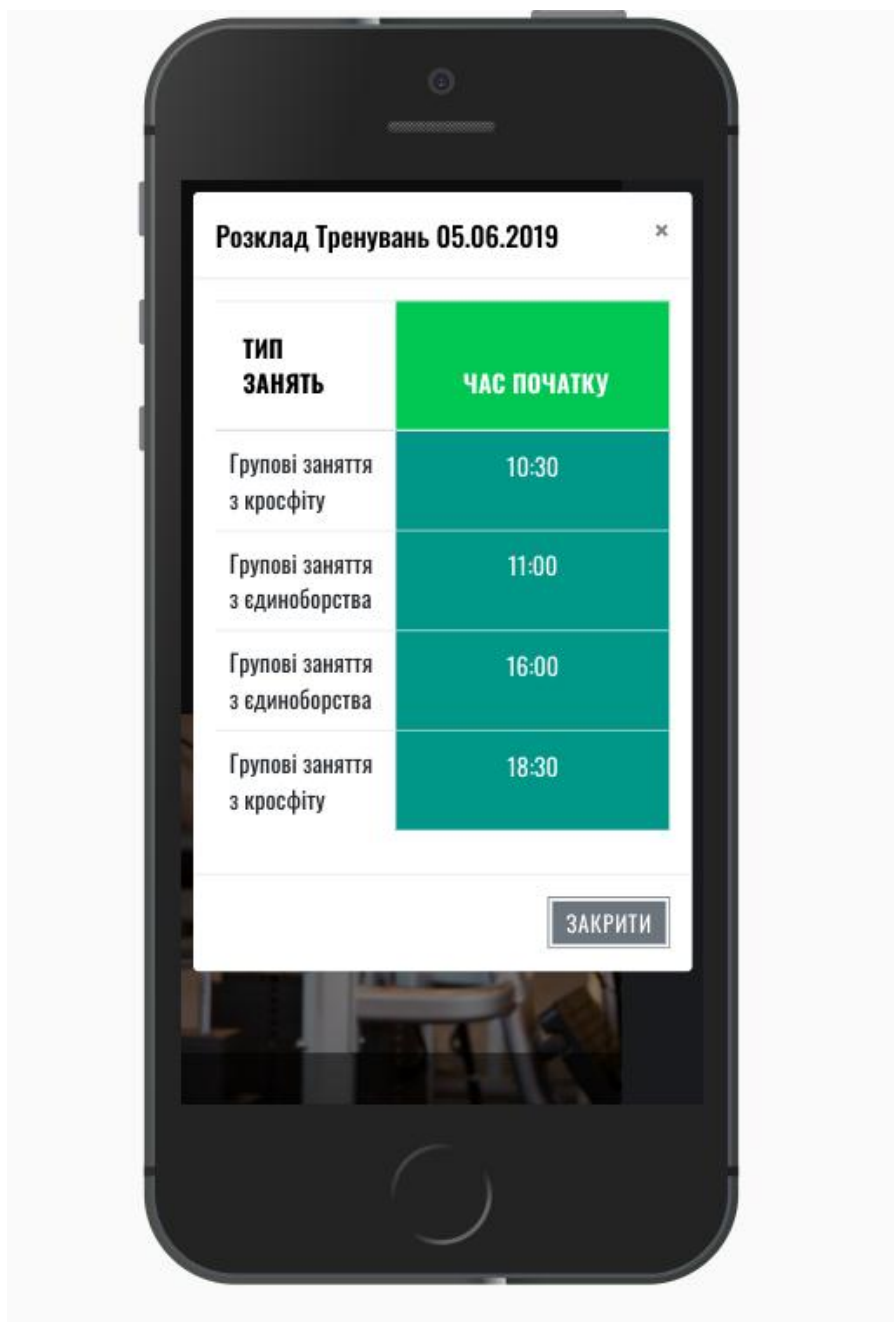 Розклад Тренувань 05.06.2019 ×
ТИП
ЗАНЯТЬ
ЧАС ПОЧАТКУ
Групові заняття
з кросфіту
10:30
Групові заняття
з єдиноборства
11:00
Групові заняття
з єдиноборства
16:00
Групові заняття
з кросфіту
18:30
ЗАКРИТИ